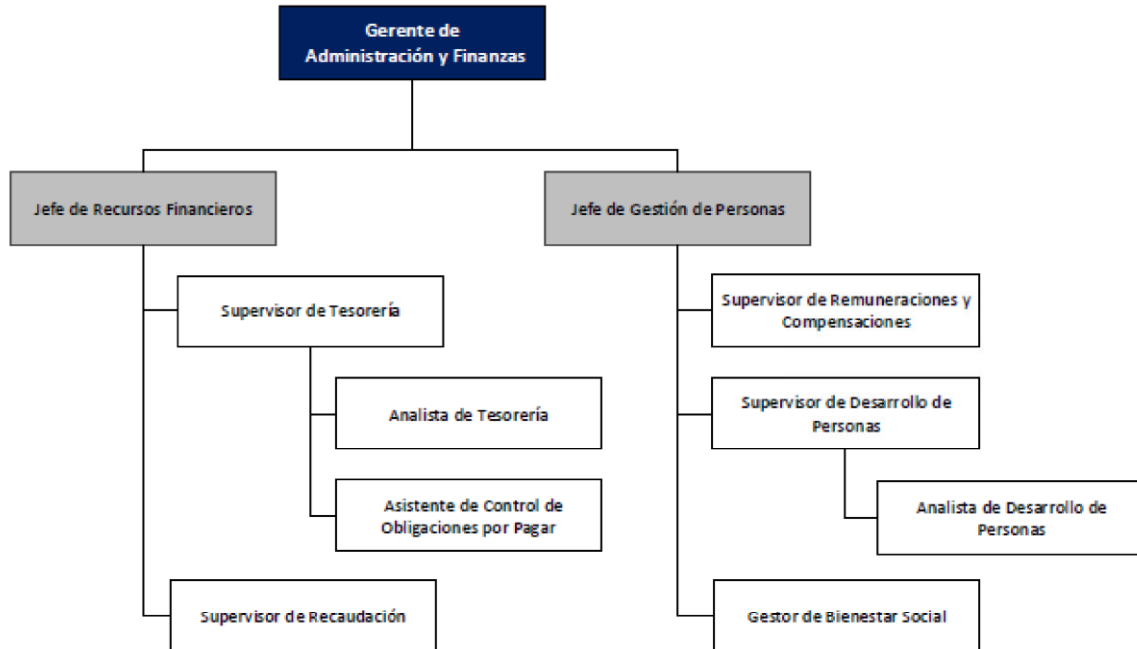 Gerente de
Administración y Finanzas
Jefe de Recursos Financieros
Jefe de Gestión de Personas
Supervisor de Tesorería
Supervisor de Remuneraciones y
Compensaciones
Analista de Tesorería
Supervisor de Desarrollo de
Personas
Asistente de Control de
Obligaciones por Pagar
Analista de Desarrollo de
Personas
Supervisor de Recaudación
Gestor de Bienestar Social